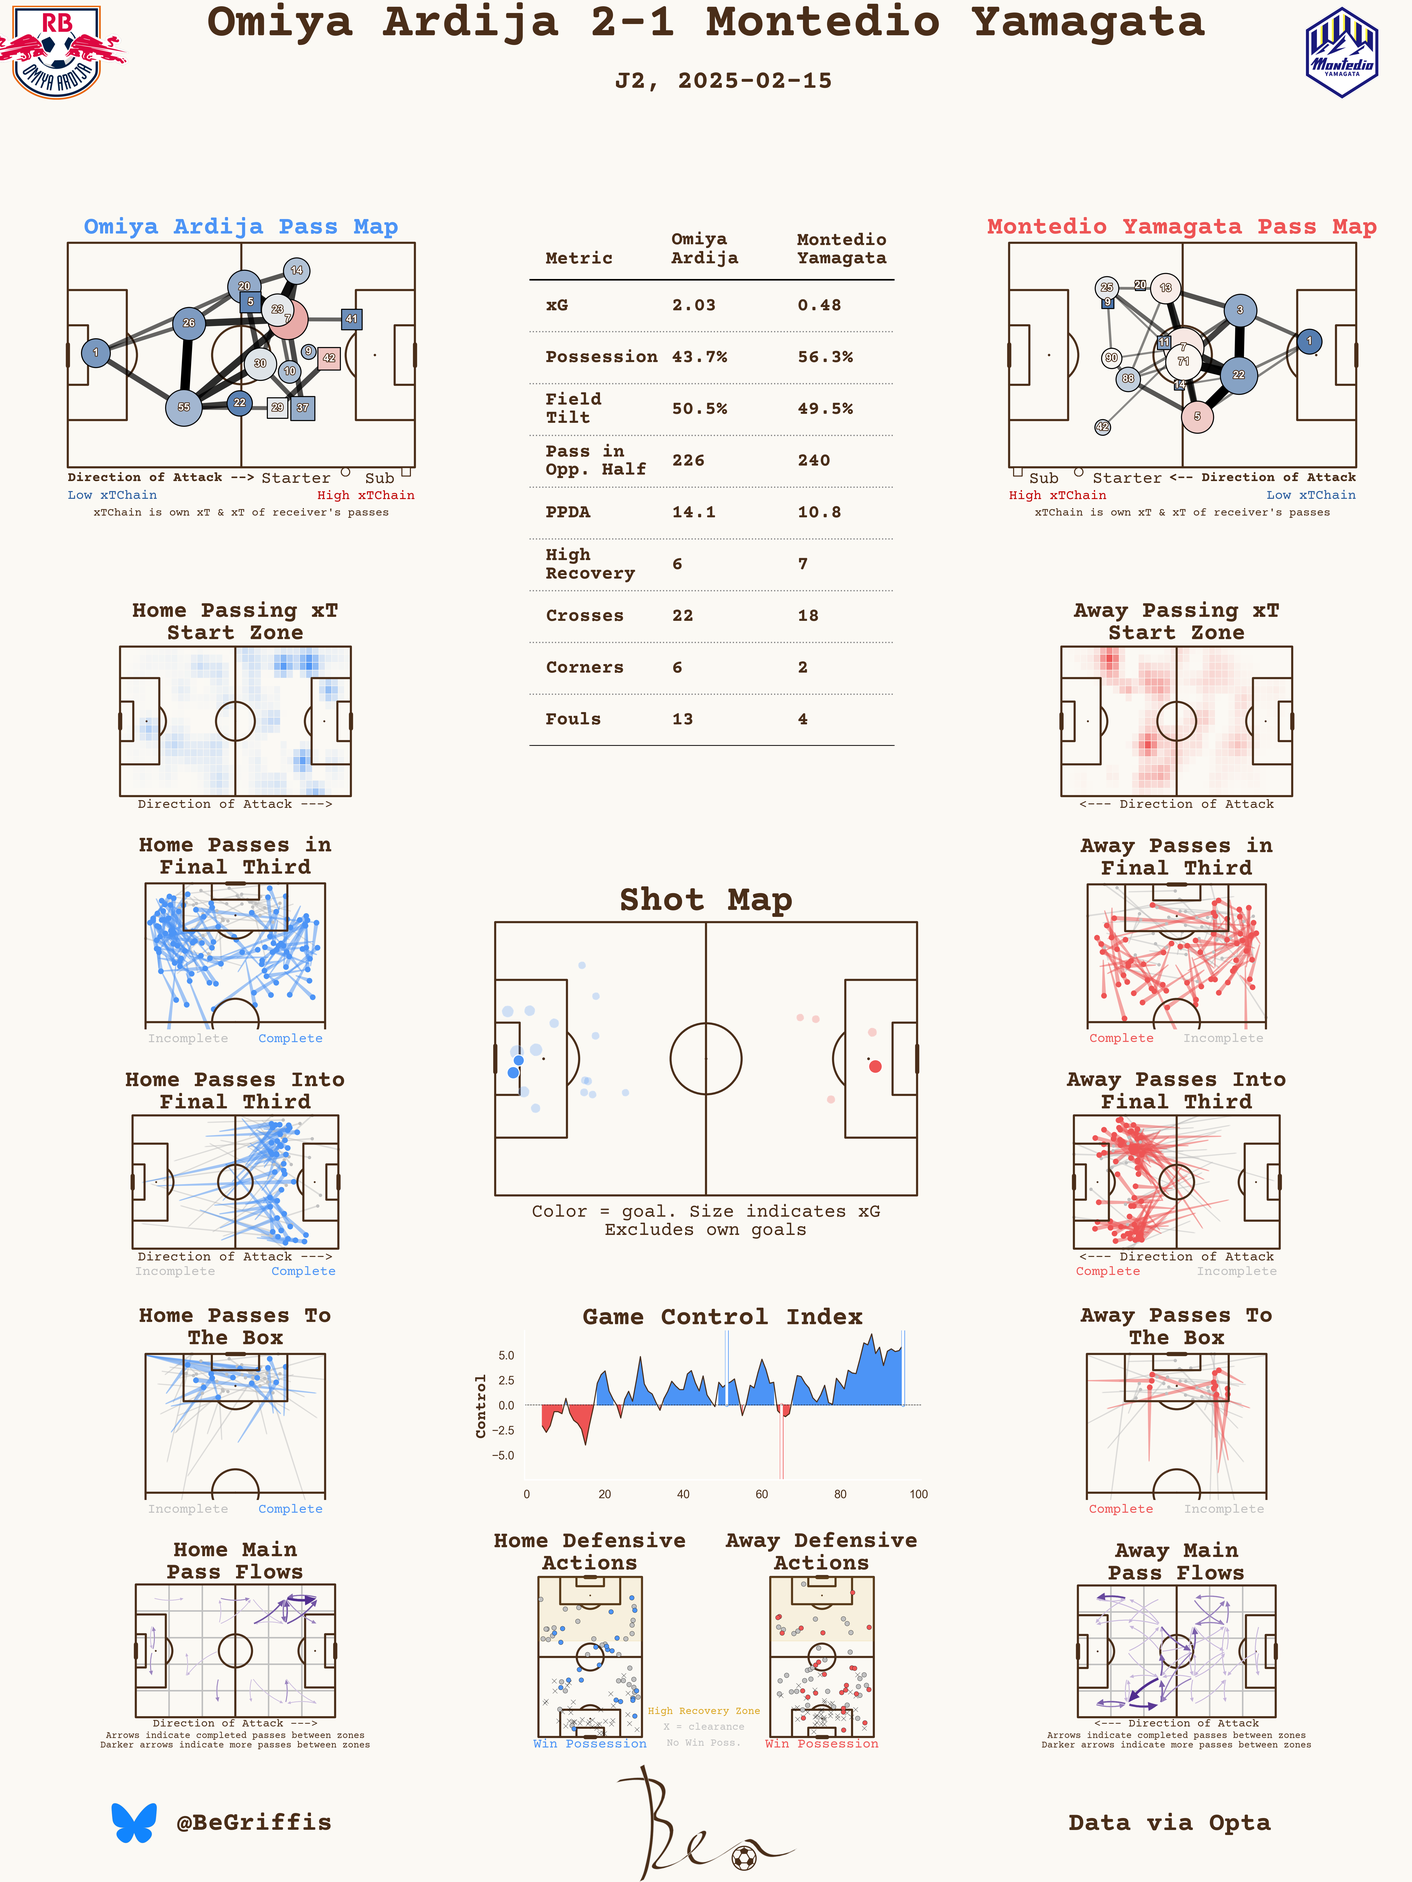 Omiya Ardija 2-1 Montedio Yamagata
J2, 2025-02-15
RB
OMIYA ARDIJA
Montedio
YAMAGATA
Omiya Ardija Pass Map
20
14
5
23
7
26
41
1
30
9
42
10
55
22
29
37
Direction of Attack --> Starter Sub
Low xTChain High xTChain
xTChain is own xT & xT of receiver's passes
Metric Omiya Ardija Montedio Yamagata
xG 2.03 0.48
Possession 43.7% 56.3%
Field Tilt 50.5% 49.5%
Pass in Opp. Half 226 240
PPDA 14.1 10.8
High Recovery 6 7
Crosses 22 18
Corners 6 2
Fouls 13 4
Montedio Yamagata Pass Map
25
20
13
9
3
11
7
1
90
71
88
14
22
5
42
Sub Starter <-- Direction of Attack
High xTChain Low xTChain
xTChain is own xT & xT of receiver's passes
Home Passing xT
Start Zone
Direction of Attack --->
Away Passing xT
Start Zone
<--- Direction of Attack
Home Passes in
Final Third
Incomplete Complete
Away Passes in
Final Third
Complete Incomplete
Shot Map
Color = goal. Size indicates xG
Excludes own goals
Home Passes Into
Final Third
Direction of Attack --->
Incomplete Complete
Away Passes Into
Final Third
<--- Direction of Attack
Complete Incomplete
Home Passes To
The Box
Incomplete Complete
Game Control Index
Control
5.0
2.5
0.0
−2.5
−5.0
0 20 40 60 80 100
Away Passes To
The Box
Complete Incomplete
Home Main
Pass Flows
Direction of Attack --->
Arrows indicate completed passes between zones
Darker arrows indicate more passes between zones
Home Defensive
Actions
Win Possession
Away Defensive
Actions
Win Possession
High Recovery Zone
X = clearance
No Win Poss.
Away Main
Pass Flows
<--- Direction of Attack
Arrows indicate completed passes between zones
Darker arrows indicate more passes between zones
@BeGriffis
Ben
Data via Opta